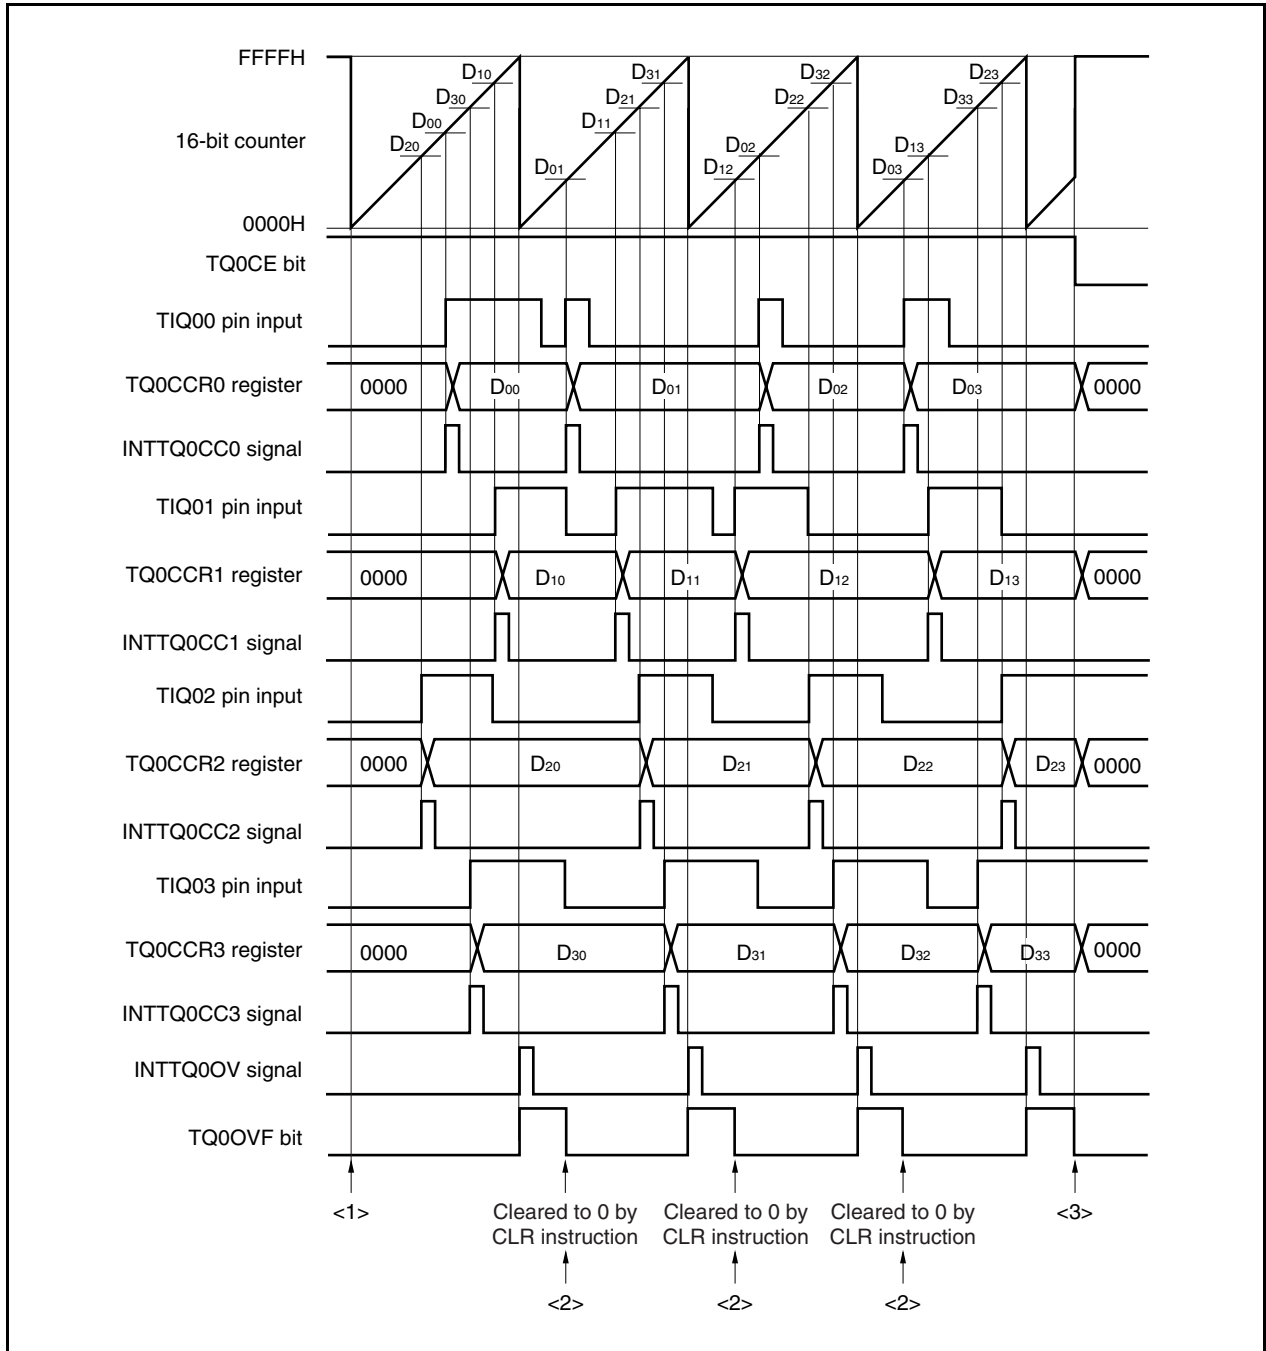 FFFFH
D10
D31
D32
D23
D30
D21
D22
D33
D00
D11
16-bit counter
D20
D02
D13
D01
D12
D03
0000H
TQ0CE bit
TIQ00 pin input
TQ0CCR0 register
0000
D00
D01
D02
D03
0000
INTTQ0CC0 signal
TIQ01 pin input
TQ0CCR1 register
0000
D10
D11
D12
D13
0000
INTTQ0CC1 signal
TIQ02 pin input
TQ0CCR2 register
0000
D20
D21
D22
D23
0000
INTTQ0CC2 signal
TIQ03 pin input
TQ0CCR3 register
0000
D30
D31
D32
D33
0000
INTTQ0CC3 signal
INTTQ0OV signal
TQ0OVF bit
<1>
Cleared to 0 by
CLR instruction
Cleared to 0 by
CLR instruction
Cleared to 0 by
CLR instruction
<3>
<2>
<2>
<2>